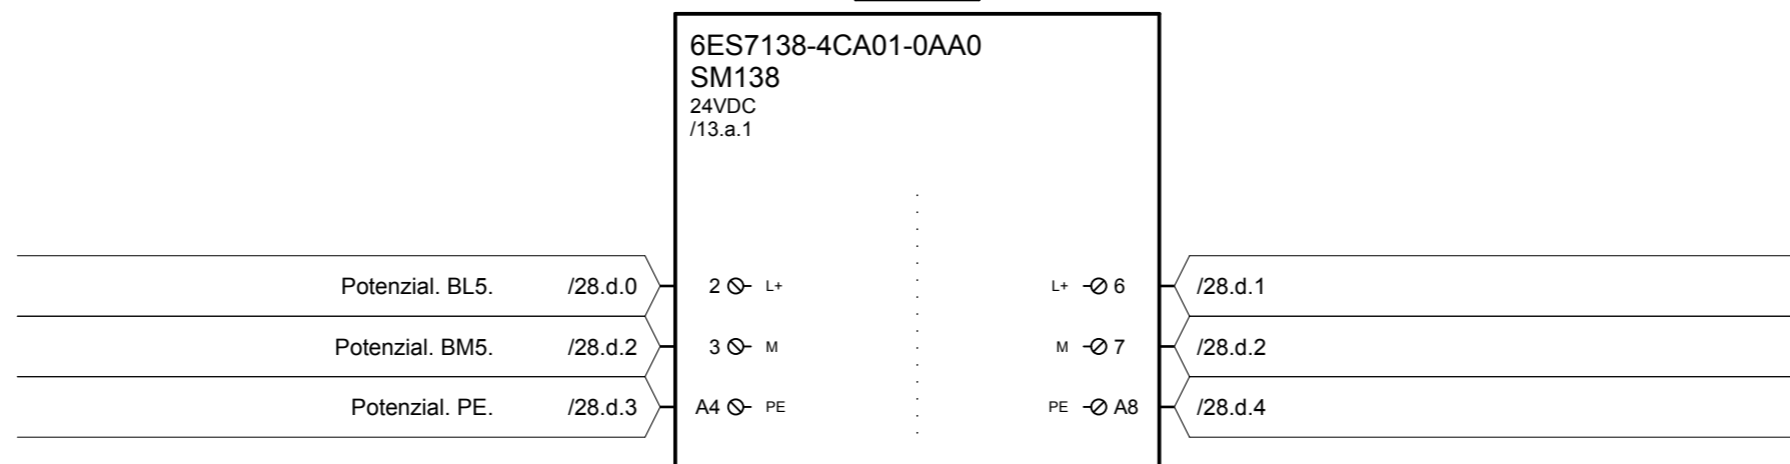 6ES7138-4CA01-0AA0
SM138
24VDC
/13.a.1
Potenzial. BL5. /28.d.0 2 L+ L+ 6 /28.d.1
Potenzial. BM5. /28.d.2 3 M M 7 /28.d.2
Potenzial. PE. /28.d.3 A4 PE PE A8 /28.d.4